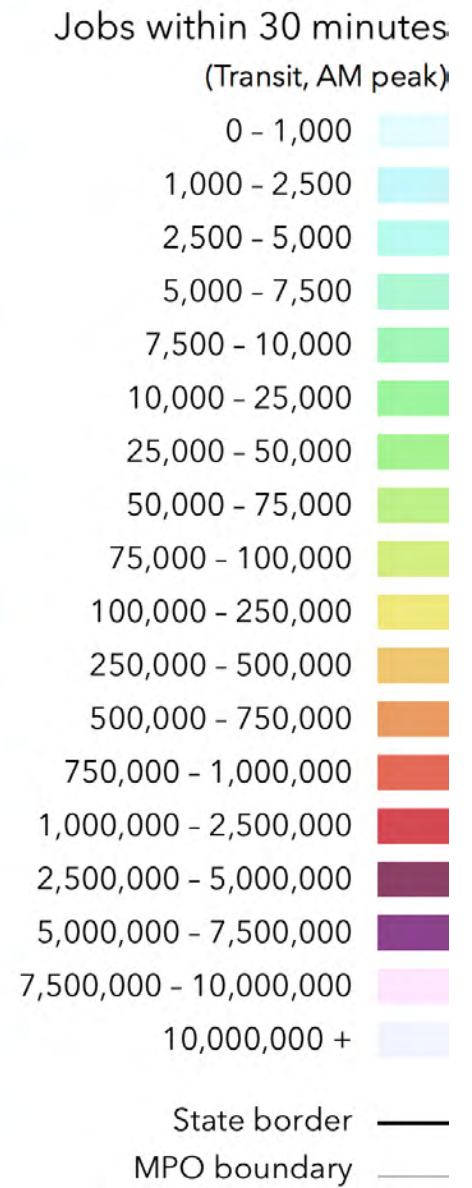 Jobs within 30 minutes
(Transit, AM peak)
0 – 1,000
1,000 – 2,500
2,500 – 5,000
5,000 – 7,500
7,500 – 10,000
10,000 – 25,000
25,000 – 50,000
50,000 – 75,000
75,000 – 100,000
100,000 – 250,000
250,000 – 500,000
500,000 – 750,000
750,000 – 1,000,000
1,000,000 – 2,500,000
2,500,000 – 5,000,000
5,000,000 – 7,500,000
7,500,000 – 10,000,000
10,000,000 +
State border
MPO boundary